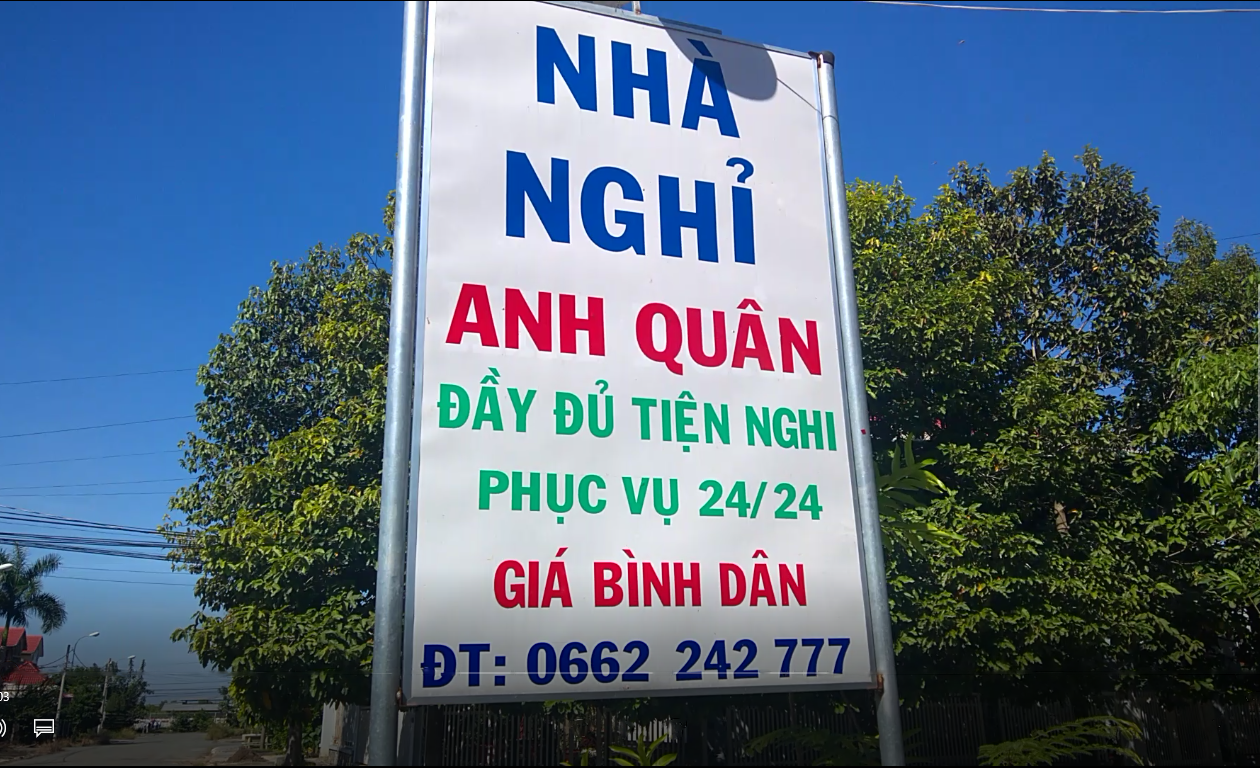 NHÀ
NGHỈ
ANH QUÂN
ĐẦY ĐỦ TIỆN NGHI
PHỤC VỤ 24/24
GIÁ BÌNH DÂN
ĐT: 0662 242 777
03